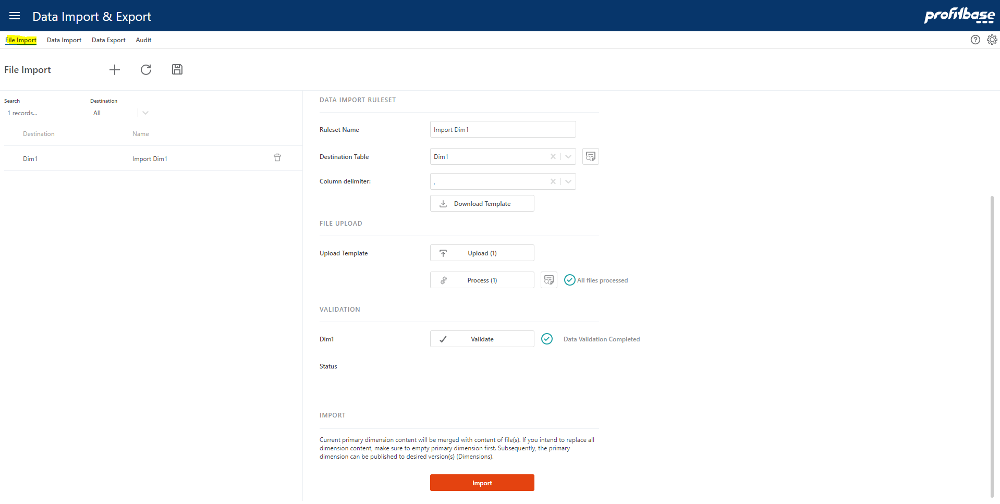 Data Import & Export
profitbase
File Import
Data Import
Data Export
Audit
File Import
Search
Destination
1 records...
All
Destination
Name
Dim1
Import Dim1
DATA IMPORT RULESET
Ruleset Name
Import Dim1
Destination Table
Dim1
Column delimiter:
,
Download Template
FILE UPLOAD
Upload Template
Upload (1)
Process (1)
All files processed
VALIDATION
Dim1
Validate
Data Validation Completed
Status
IMPORT
Current primary dimension content will be merged with content of file(s). If you intend to replace all
dimension content, make sure to empty primary dimension first. Subsequently, the primary
dimension can be published to desired version(s) (Dimensions).
Import